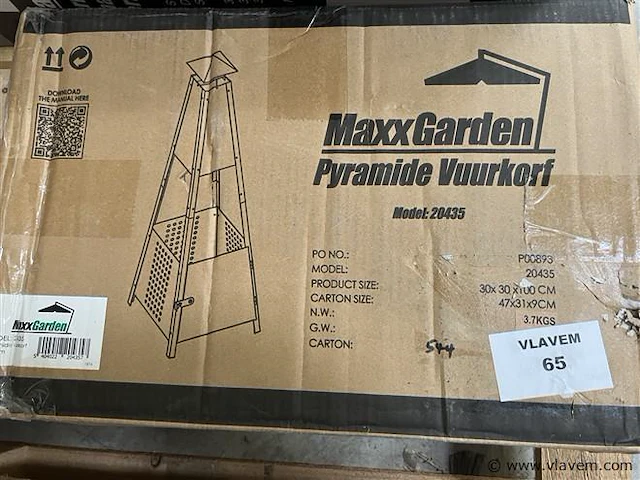 DOWNLOAD
THE MANUAL HERE
MaxxGarden
Pyramide Vuurkorf
Model: 20435
PO NO.: P00893
MODEL: 20435
PRODUCT SIZE: 30x 30 x100 CM
CARTON SIZE: 47x31x9CM
N.W.: 3.7KGS
G.W.:
CARTON: 544
VLAVEM
65
MaxxGarden
© www.vlavem.com